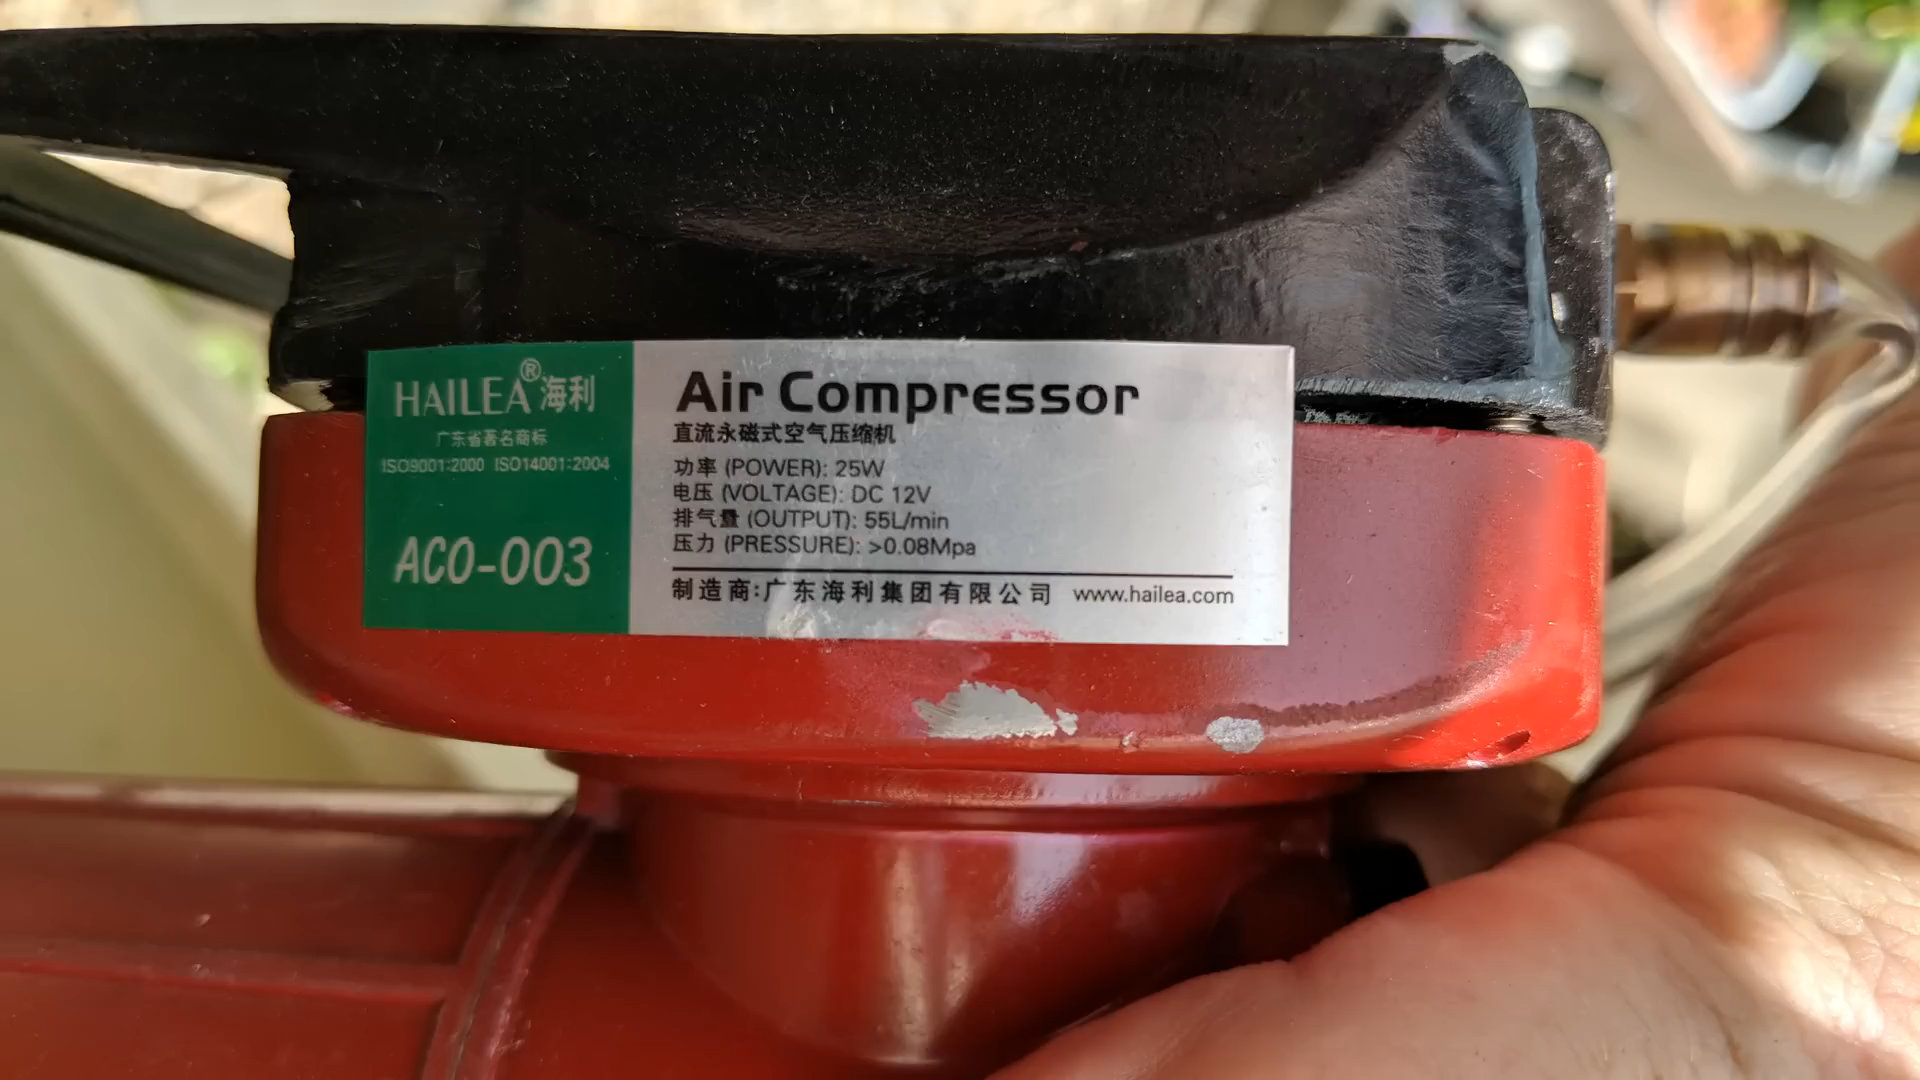 HAILEA® 海利
广东省著名商标
ISO9001:2000 ISO14001:2004
ACO-003
Air Compressor
直流永磁式空气压缩机
功率 (POWER): 25W
电压 (VOLTAGE): DC 12V
排气量 (OUTPUT): 55L/min
压力 (PRESSURE): >0.08Mpa
制造商:广东海利集团有限公司 www.hailea.com